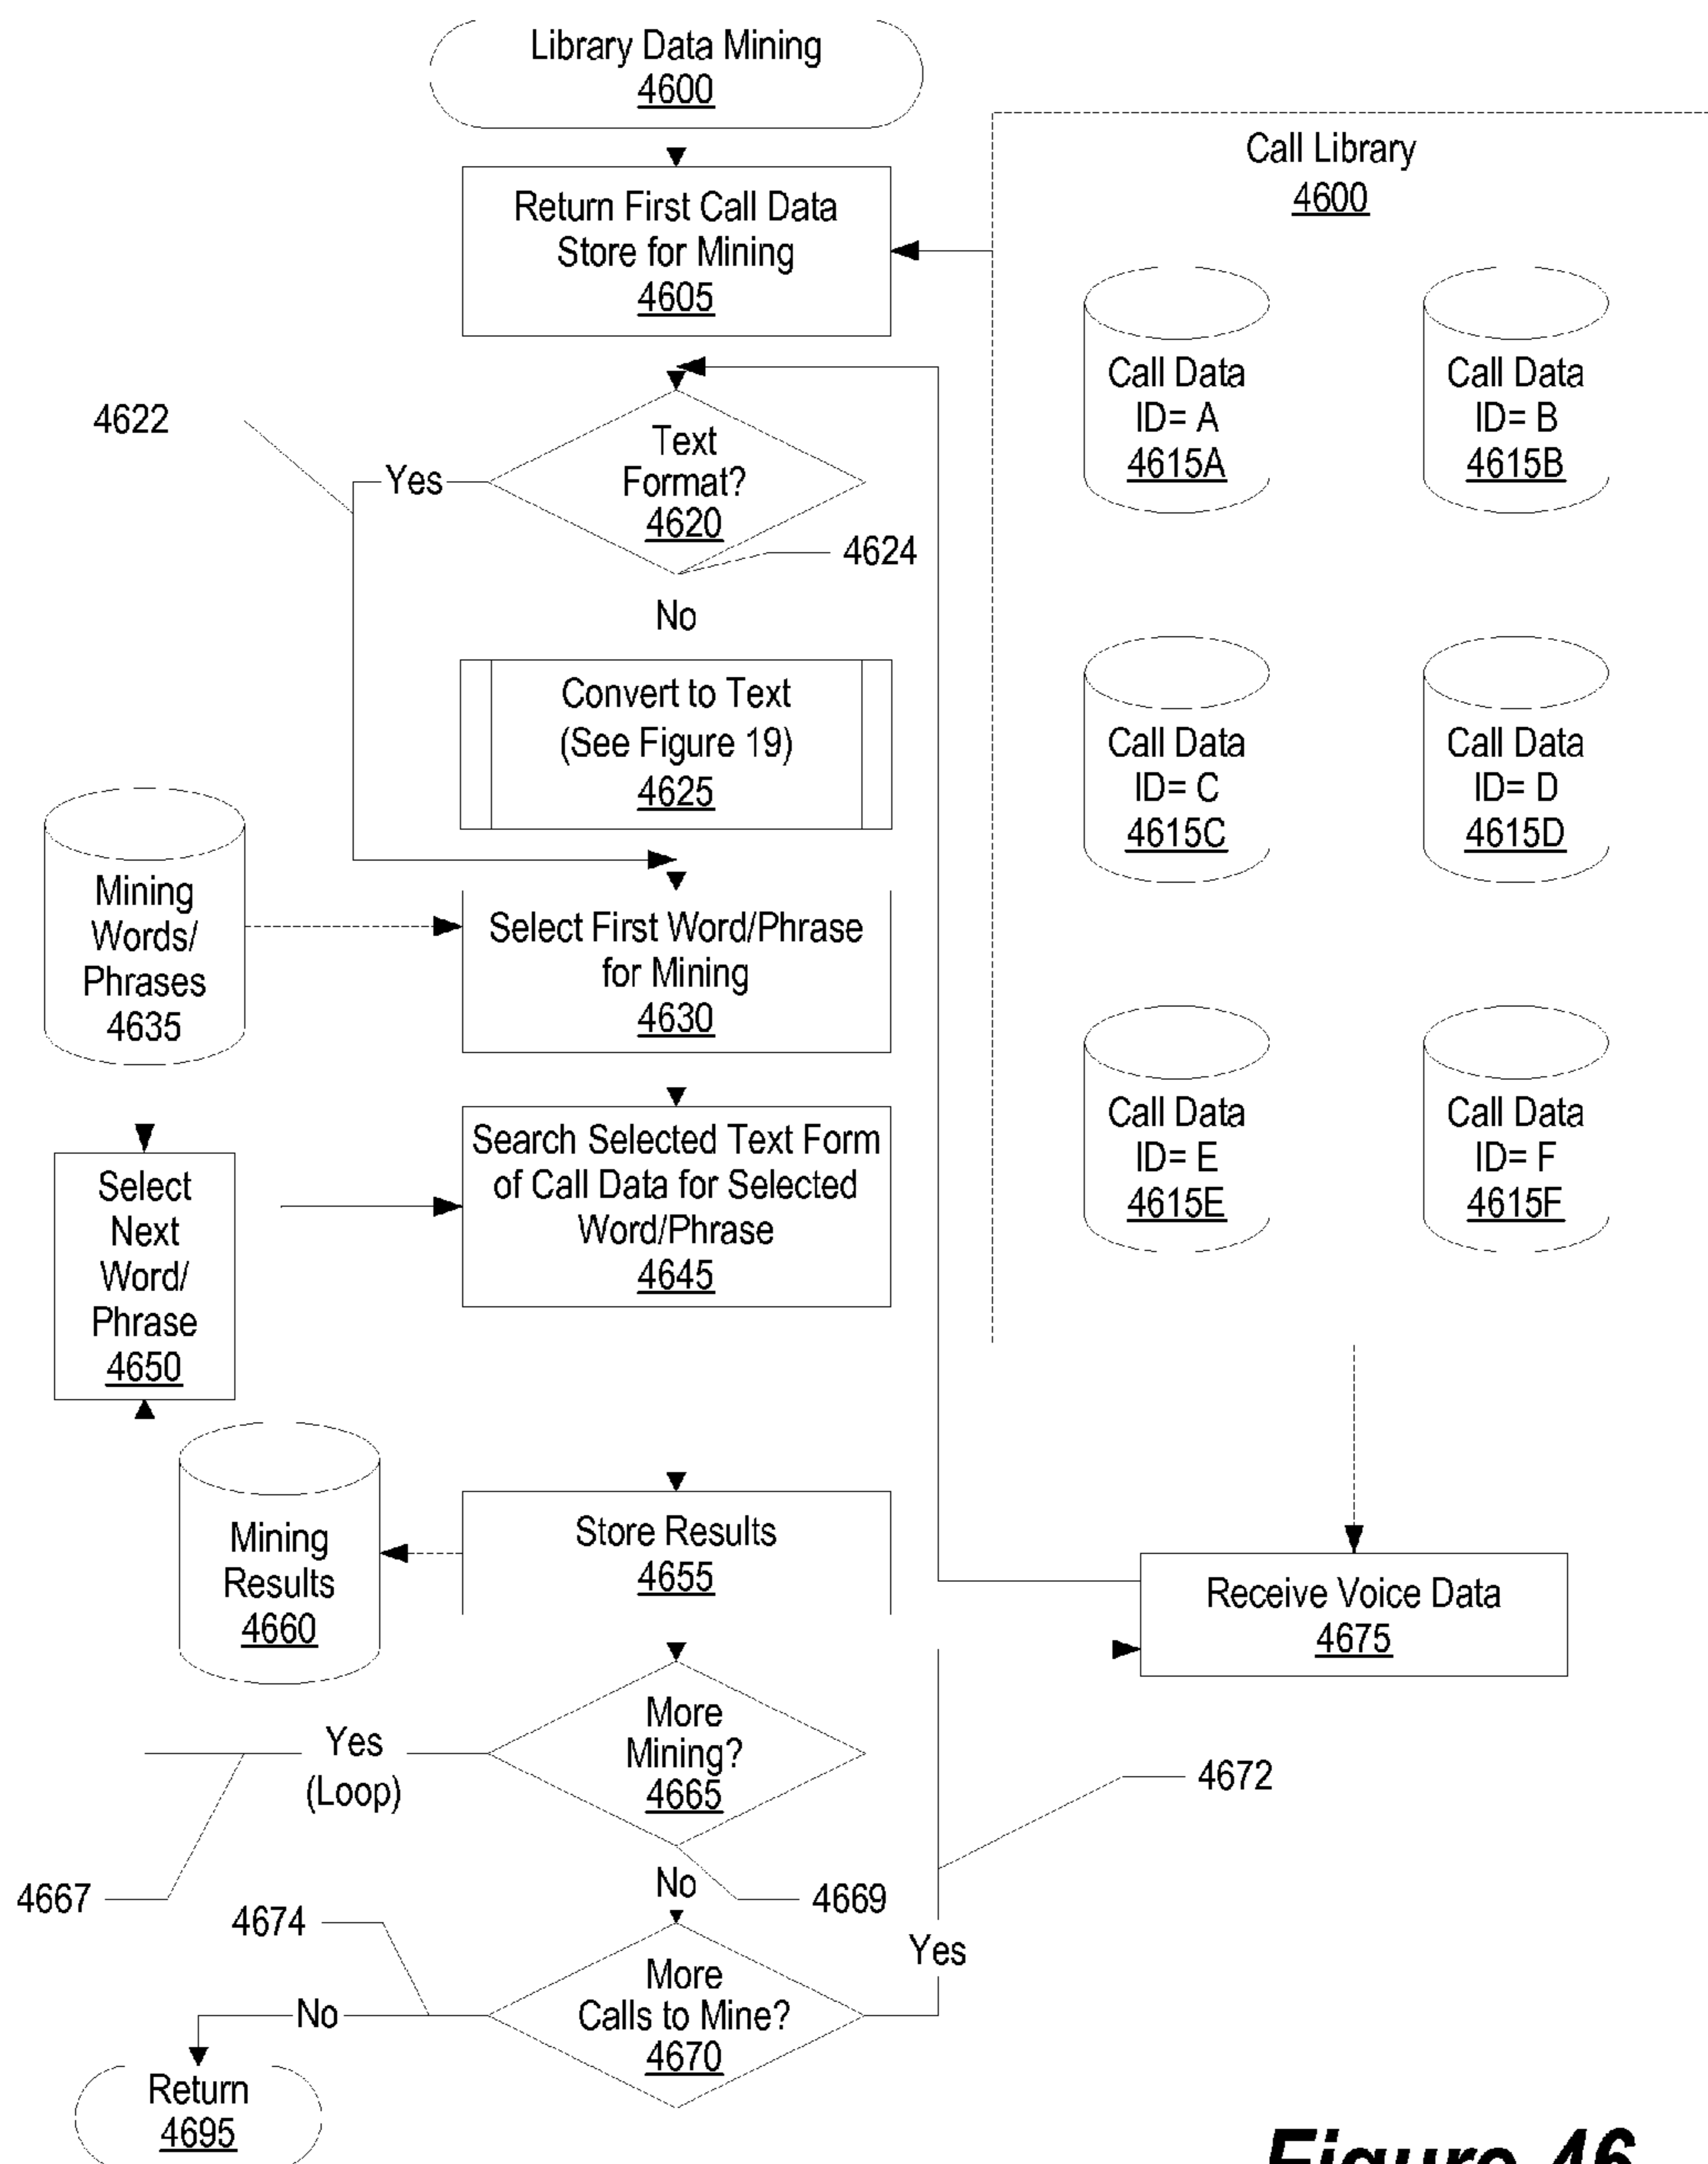 Library Data Mining
4600
Return First Call Data
Store for Mining
4605
Call Library
4600
Call Data
ID= A
4615A
Call Data
ID= B
4615B
4622
Yes
Text
Format?
4620
4624
No
Convert to Text
(See Figure 19)
4625
Call Data
ID= C
4615C
Call Data
ID= D
4615D
Mining
Words/
Phrases
4635
Select First Word/Phrase
for Mining
4630
Call Data
ID= E
4615E
Call Data
ID= F
4615F
Select
Next
Word/
Phrase
4650
Search Selected Text Form
of Call Data for Selected
Word/Phrase
4645
Mining
Results
4660
Store Results
4655
Receive Voice Data
4675
Yes
(Loop)
More
Mining?
4665
4672
4667
No
4669
4674
Yes
No
More
Calls to Mine?
4670
Return
4695
Figure 46